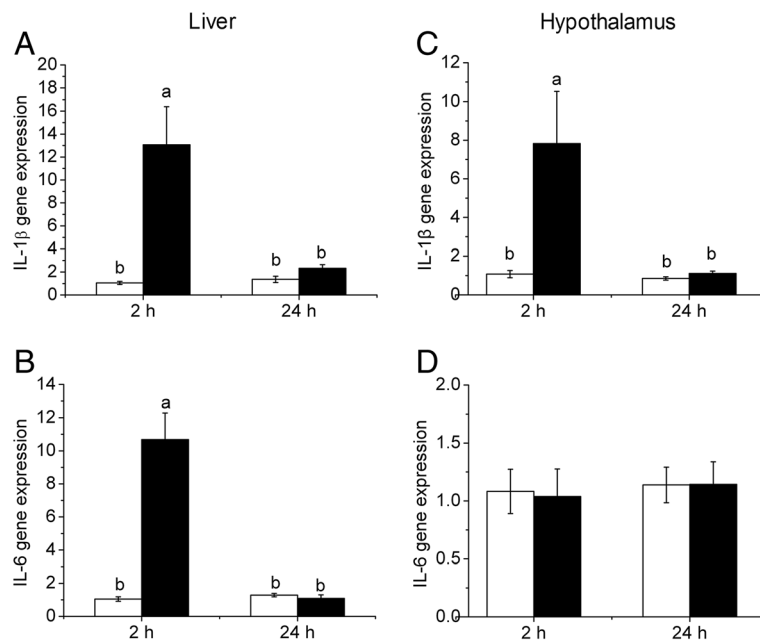 Liver
Hypothalamus
A
IL-1β gene expression
20
18
16
14
12
10
8
6
4
2
0
b
a
b
b
2 h
24 h
C
IL-1β gene expression
12
10
8
6
4
2
0
b
a
b
b
2 h
24 h
B
IL-6 gene expression
14
12
10
8
6
4
2
0
b
a
b
b
2 h
24 h
D
IL-6 gene expression
2.0
1.5
1.0
0.5
0.0
2 h
24 h